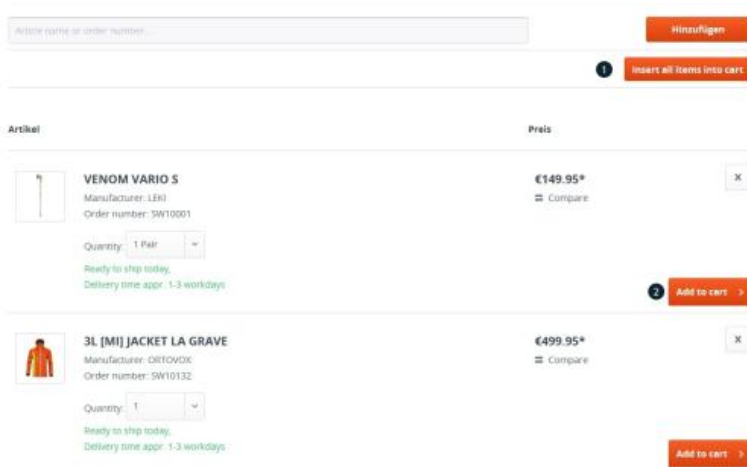 Article name or order number...
Hinzufügen
1
Insert all items into cart
Artikel
Preis
VENOM VARIO S
€149.95*
x
Manufacturer: LEKI
Compare
Order number: SW10001
Quantity: 1 Pair
Ready to ship today,
Delivery time appr. 1-3 workdays
2
Add to cart >
3L [MI] JACKET LA GRAVE
€499.95*
x
Manufacturer: ORTOVOX
Compare
Order number: SW10132
Quantity: 1
Ready to ship today,
Delivery time appr. 1-3 workdays
Add to cart >